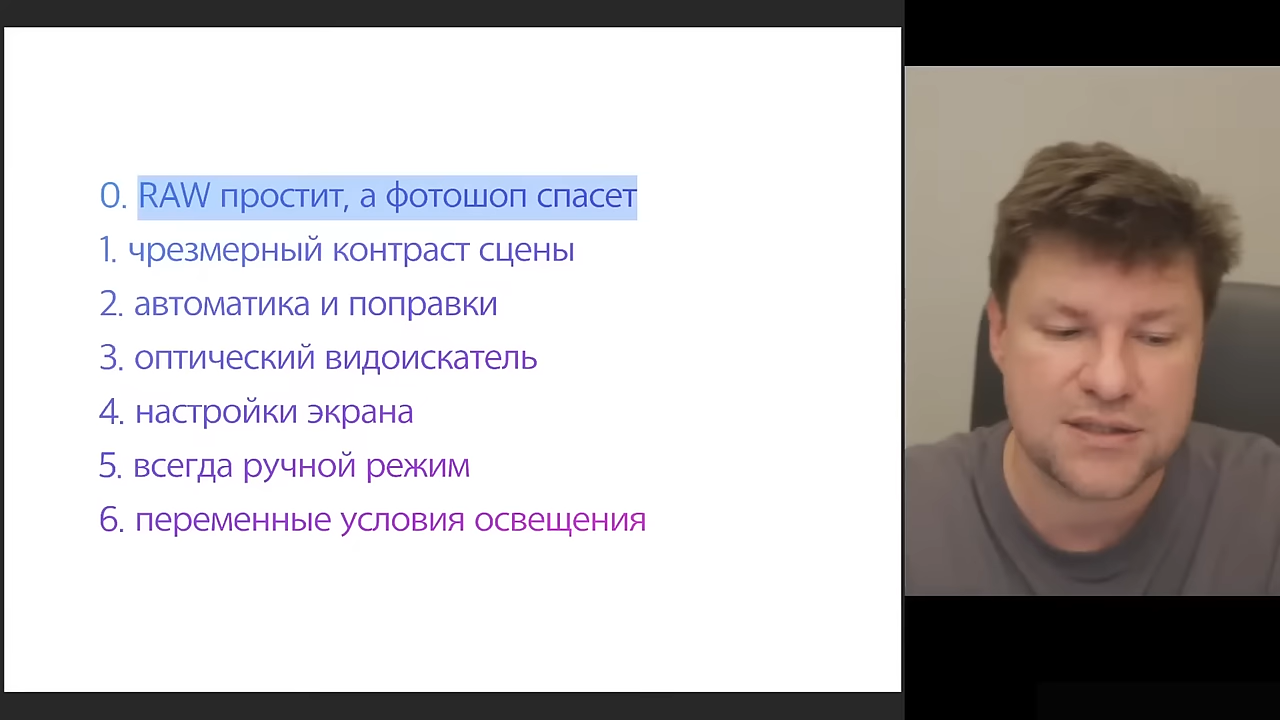 0. RAW простит, а фотошоп спасет
1. чрезмерный контраст сцены
2. автоматика и поправки
3. оптический видоискатель
4. настройки экрана
5. всегда ручной режим
6. переменные условия освещения